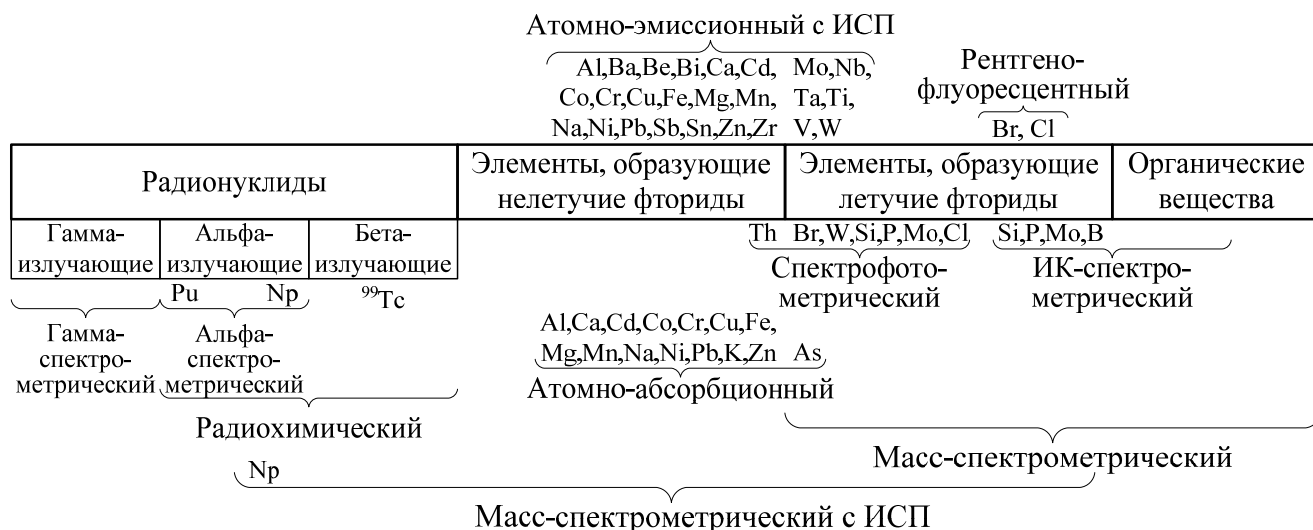 Атомно-эмиссионный с ИСП
Al,Ba,Be,Bi,Ca,Cd, Mo,Nb,
Co,Cr,Cu,Fe,Mg,Mn, Ta,Ti,
Na,Ni,Pb,Sb,Sn,Zn,Zr V,W
Рентгено-
флуоресцентный
Br, Cl
Радионуклиды
Элементы, образующие
нелетучие фториды
Элементы, образующие
летучие фториды
Органические
вещества
Гамма-
излучающие
Альфа-
излучающие
Бета-
излучающие
Th Br,W,Si,P,Mo,Cl
Спектрофото-
метрический
Si,P,Mo,B
ИК-спектро-
метрический
Pu Np
⁹⁹Tc
Гамма-
спектро-
метрический
Альфа-
спектро-
метрический
Al,Ca,Cd,Co,Cr,Cu,Fe,
Mg,Mn,Na,Ni,Pb,K,Zn As
Атомно-абсорбционный
Радиохимический
Масс-спектрометрический
Np
Масс-спектрометрический с ИСП